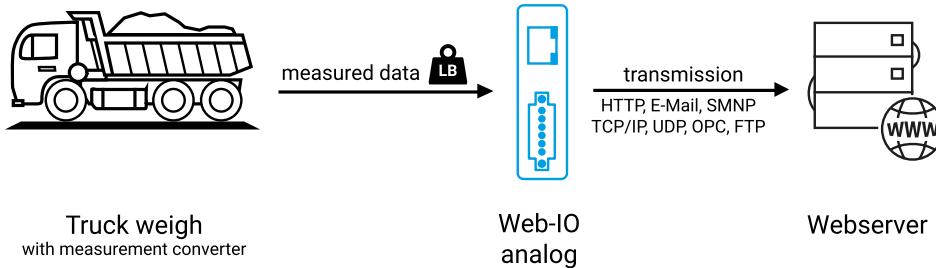 measured data
LB
transmission
HTTP, E-Mail, SMNP
TCP/IP, UDP, OPC, FTP
WWW
Truck weigh
with measurement converter
Web-IO
analog
Webserver